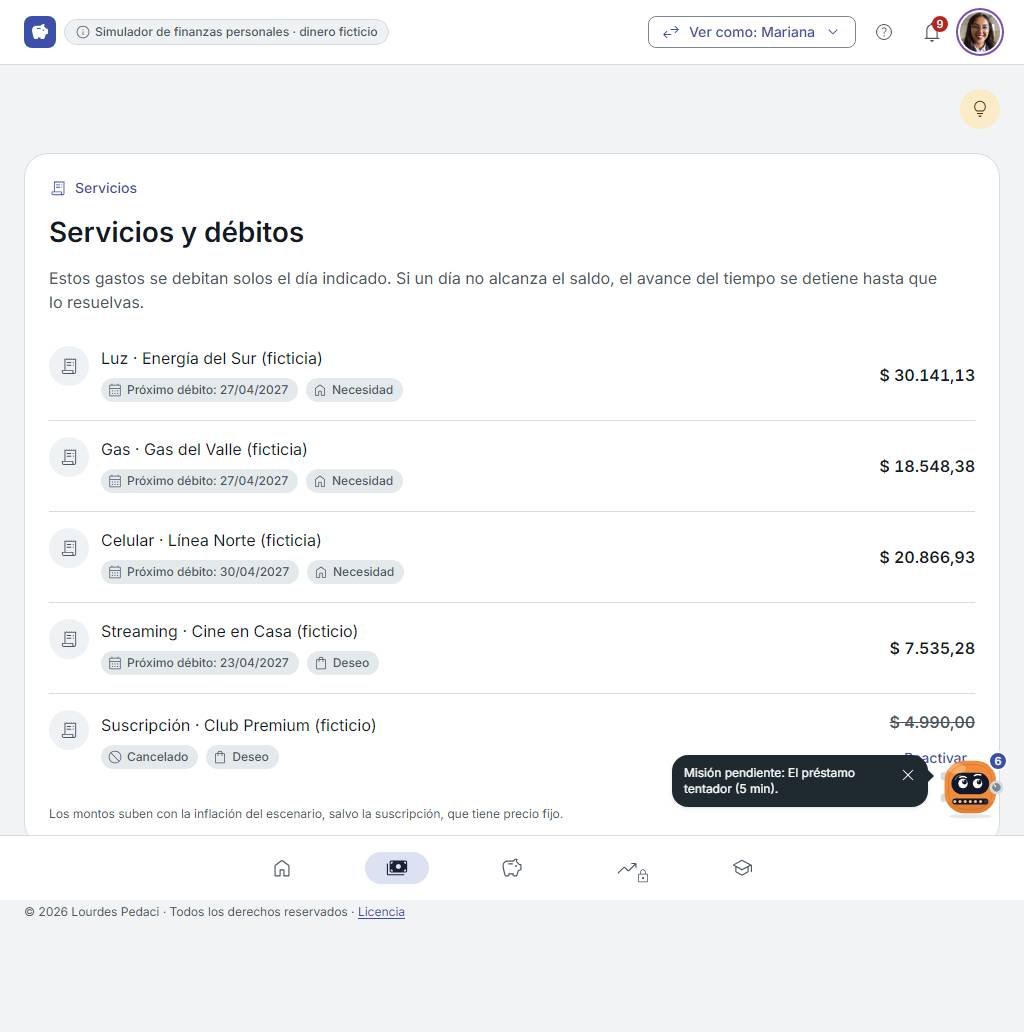 Simulador de finanzas personales · dinero ficticio
Ver como: Mariana
9
Servicios
Servicios y débitos
Estos gastos se debitan solos el día indicado. Si un día no alcanza el saldo, el avance del tiempo se detiene hasta que
lo resuelvas.
Luz · Energía del Sur (ficticia)
Próximo débito: 27/04/2027
Necesidad
$ 30.141,13
Gas · Gas del Valle (ficticia)
Próximo débito: 27/04/2027
Necesidad
$ 18.548,38
Celular · Línea Norte (ficticia)
Próximo débito: 30/04/2027
Necesidad
$ 20.866,93
Streaming · Cine en Casa (ficticio)
Próximo débito: 23/04/2027
Deseo
$ 7.535,28
Suscripción · Club Premium (ficticio)
Cancelado
Deseo
$ 4.990,00
Misión pendiente: El préstamo
tentador (5 min).
6
Los montos suben con la inflación del escenario, salvo la suscripción, que tiene precio fijo.
© 2026 Lourdes Pedaci · Todos los derechos reservados · Licencia